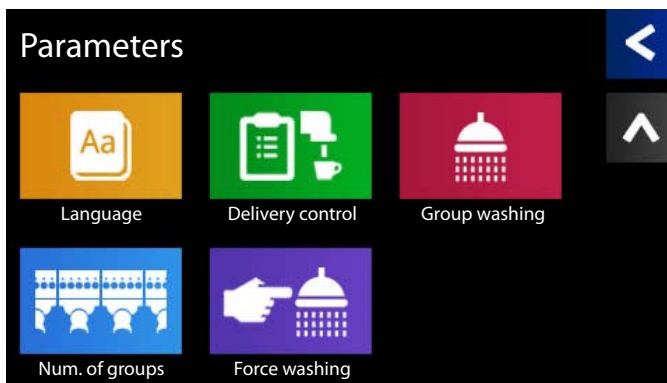 Parameters
Aa
Language
Delivery control
Group washing
Num. of groups
Force washing